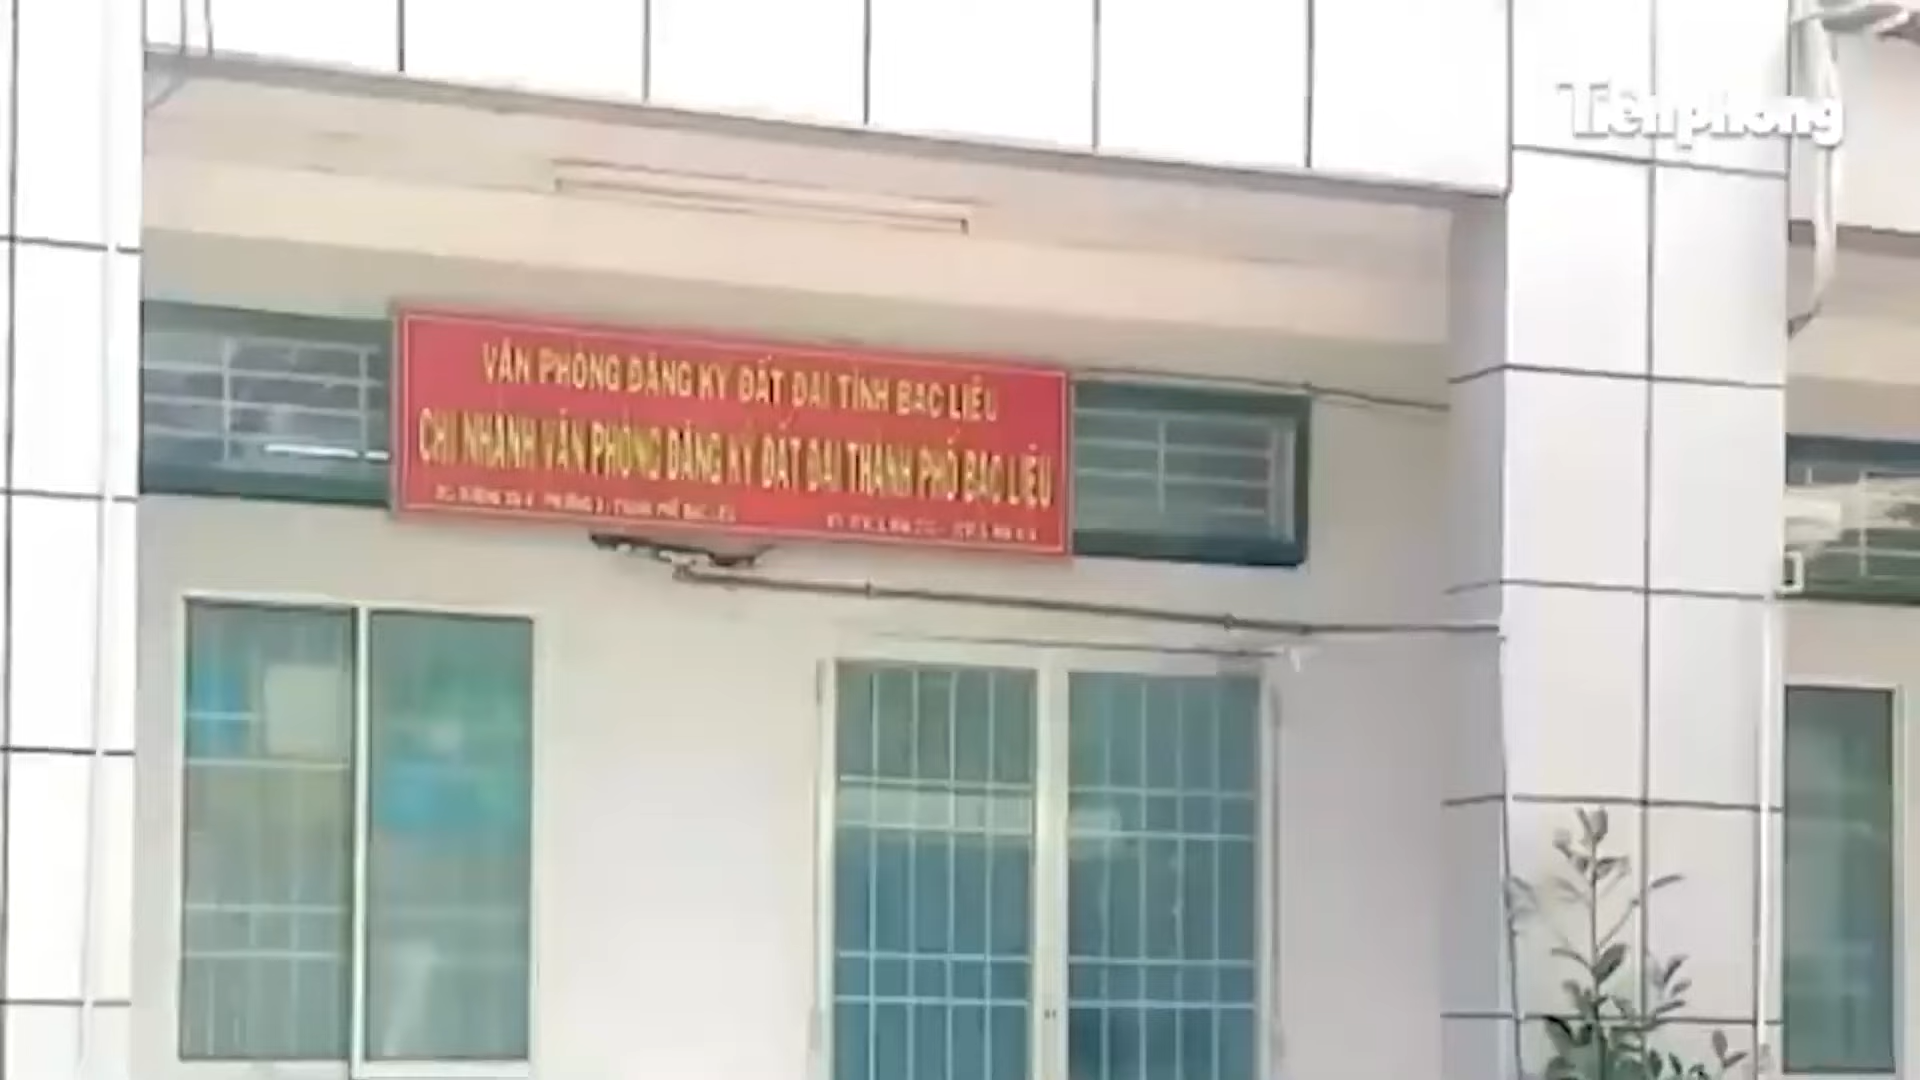 Tiền phong
VĂN PHÒNG ĐĂNG KÝ ĐẤT ĐAI TỈNH BẠC LIÊU
CHI NHÁNH VĂN PHÒNG ĐĂNG KÝ ĐẤT ĐAI THÀNH PHỐ BẠC LIÊU